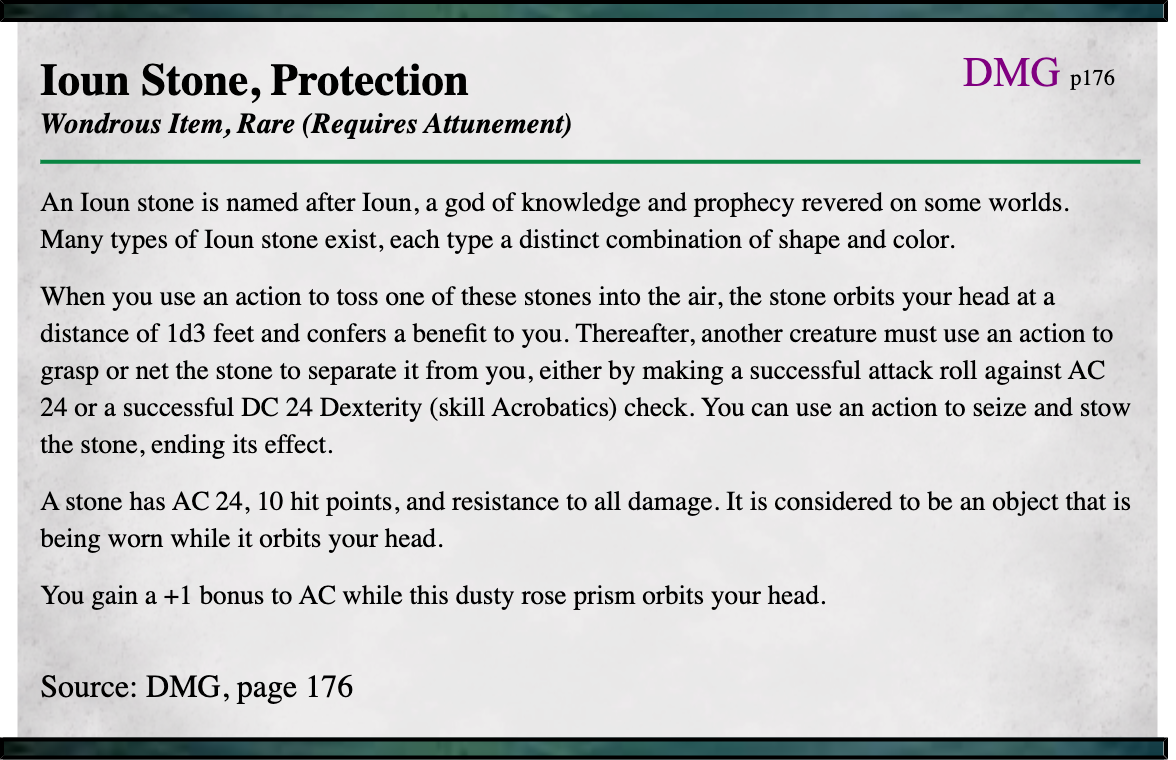 Ioun Stone, Protection
DMG p176
Wondrous Item, Rare (Requires Attunement)
An Ioun stone is named after Ioun, a god of knowledge and prophecy revered on some worlds.
Many types of Ioun stone exist, each type a distinct combination of shape and color.
When you use an action to toss one of these stones into the air, the stone orbits your head at a
distance of 1d3 feet and confers a benefit to you. Thereafter, another creature must use an action to
grasp or net the stone to separate it from you, either by making a successful attack roll against AC
24 or a successful DC 24 Dexterity (skill Acrobatics) check. You can use an action to seize and stow
the stone, ending its effect.
A stone has AC 24, 10 hit points, and resistance to all damage. It is considered to be an object that is
being worn while it orbits your head.
You gain a +1 bonus to AC while this dusty rose prism orbits your head.
Source: DMG, page 176